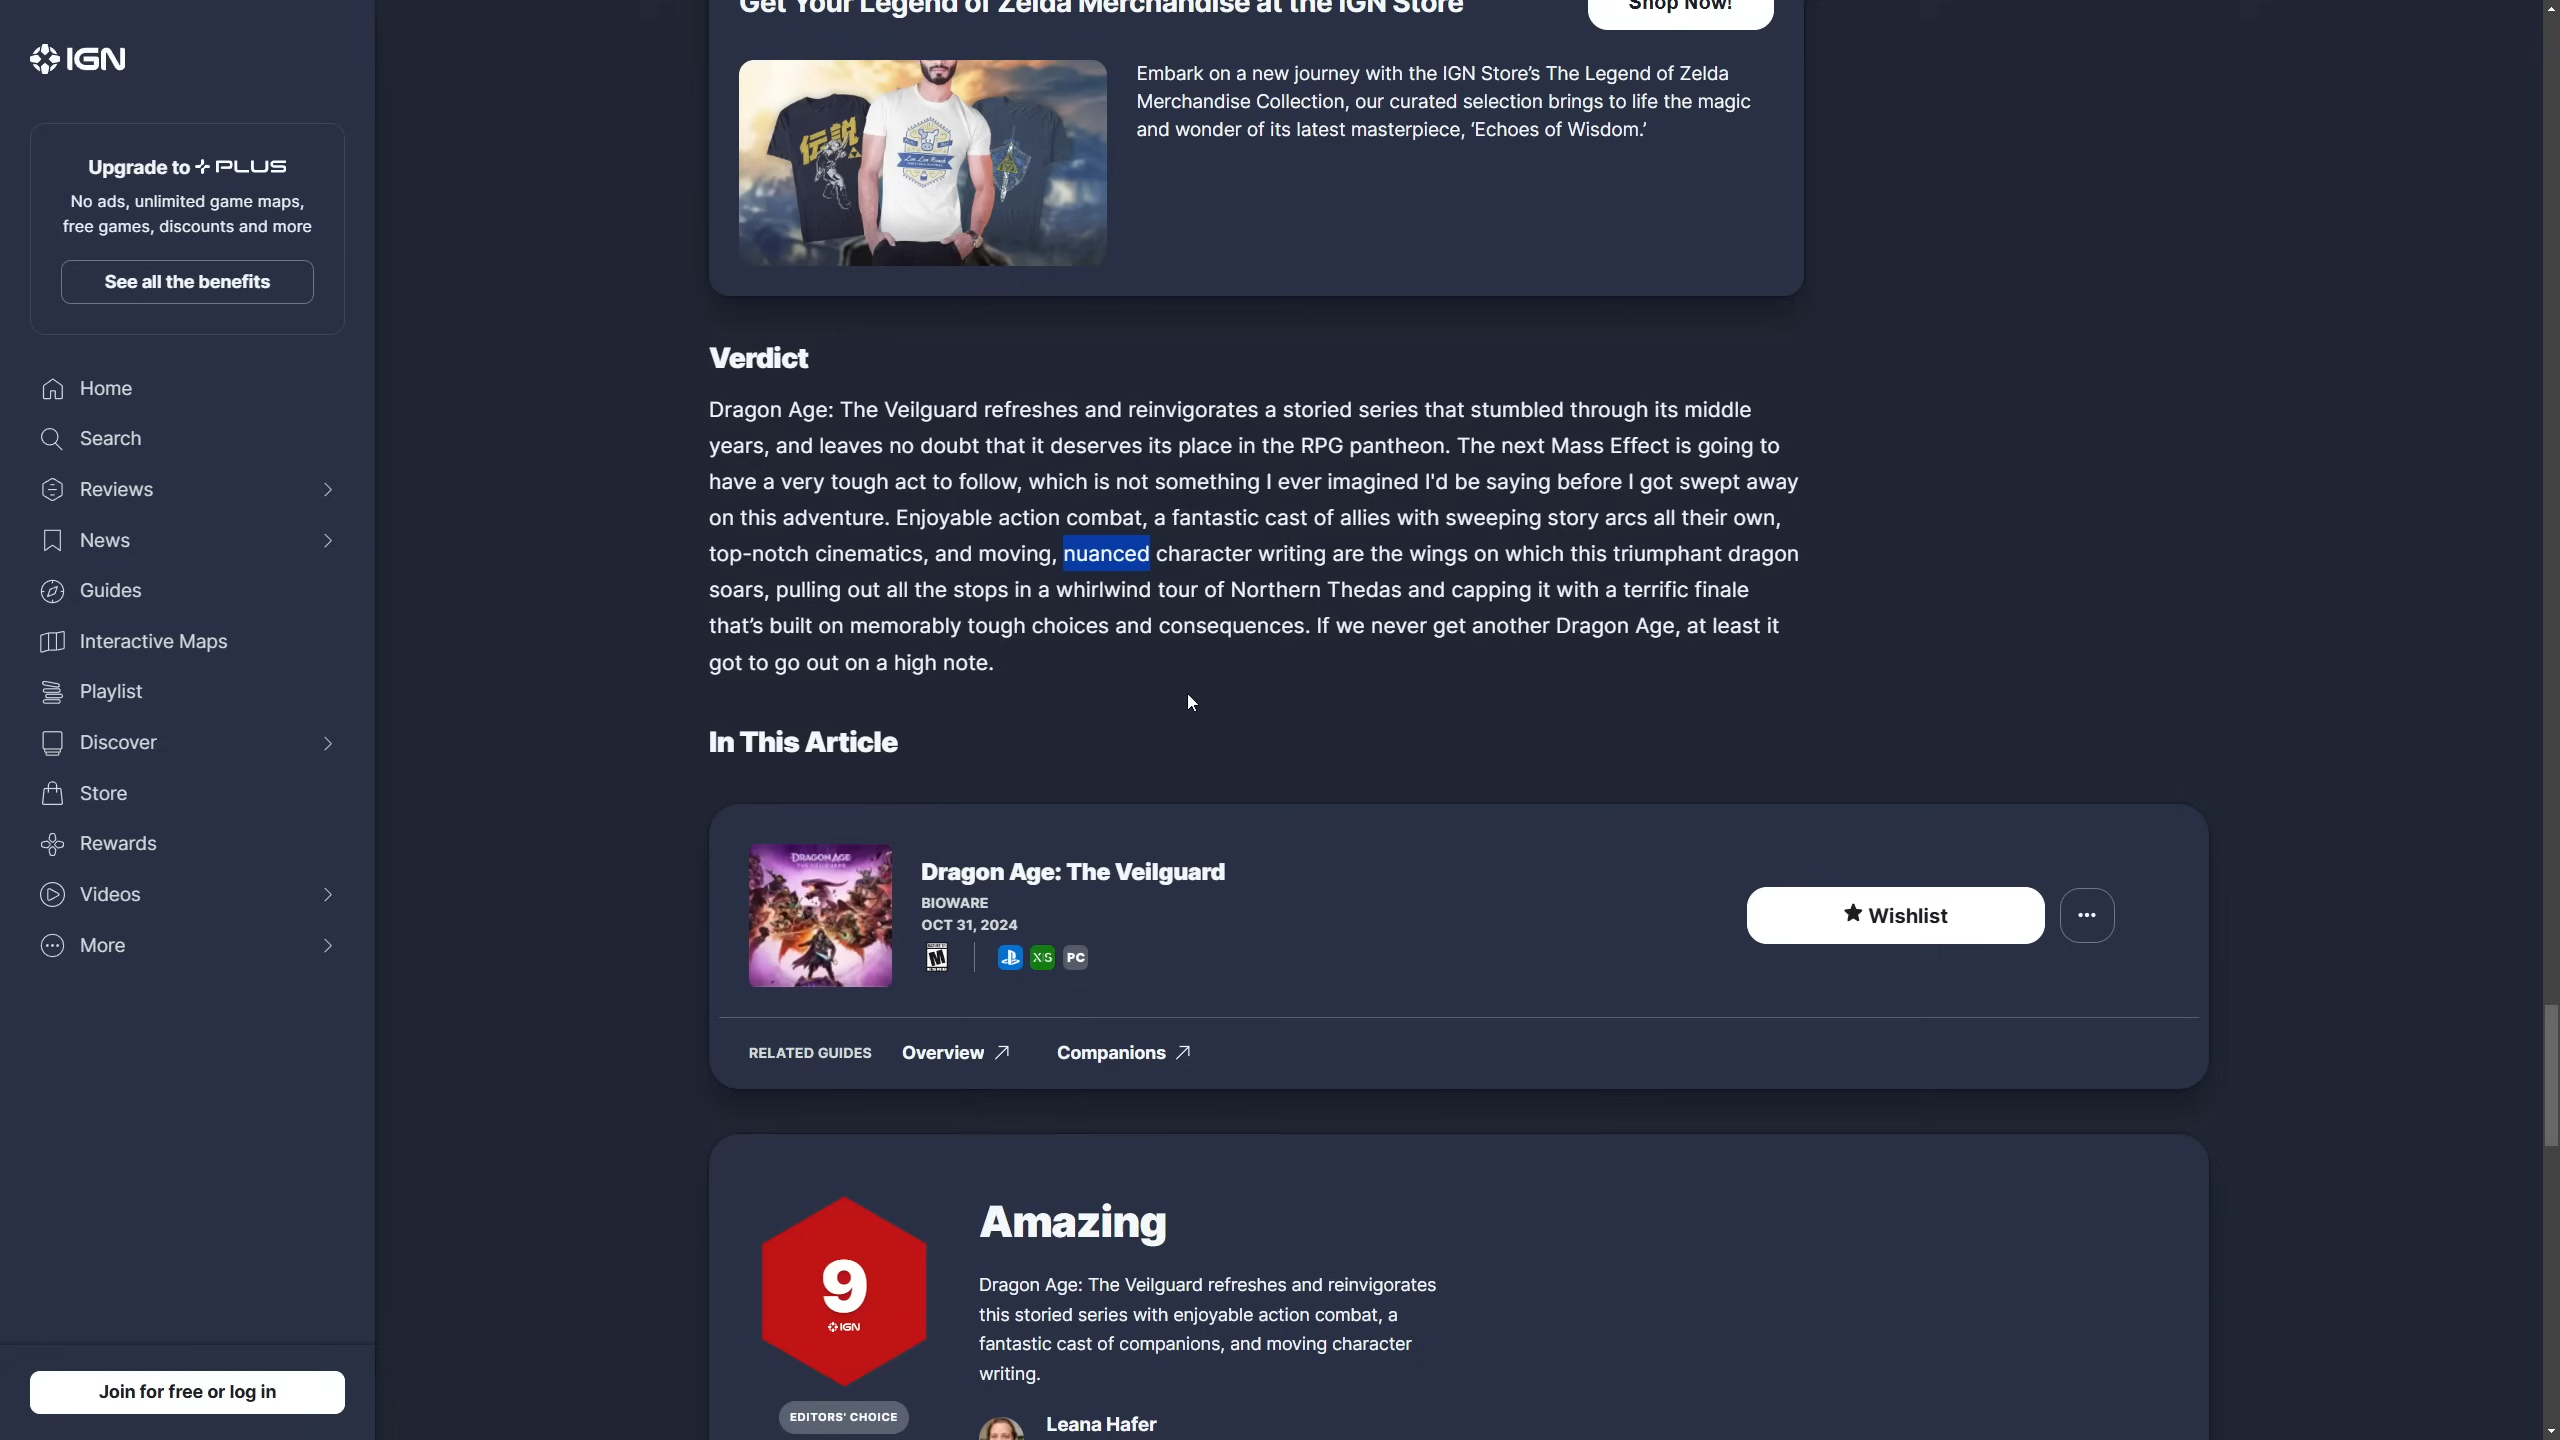 IGN
Upgrade to PLUS
No ads, unlimited game maps,
free games, discounts and more
See all the benefits
Home
Search
Reviews
News
Guides
Interactive Maps
Playlist
Discover
Store
Rewards
Videos
More
Join for free or log in
Get Your Legend of Zelda Merchandise at the IGN Store
Shop Now!
伝説
Lon Lon Ranch
Embark on a new journey with the IGN Store’s The Legend of Zelda
Merchandise Collection, our curated selection brings to life the magic
and wonder of its latest masterpiece, ‘Echoes of Wisdom.’
Verdict
Dragon Age: The Veilguard refreshes and reinvigorates a storied series that stumbled through its middle
years, and leaves no doubt that it deserves its place in the RPG pantheon. The next Mass Effect is going to
have a very tough act to follow, which is not something I ever imagined I'd be saying before I got swept away
on this adventure. Enjoyable action combat, a fantastic cast of allies with sweeping story arcs all their own,
top-notch cinematics, and moving, nuanced character writing are the wings on which this triumphant dragon
soars, pulling out all the stops in a whirlwind tour of Northern Thedas and capping it with a terrific finale
that’s built on memorably tough choices and consequences. If we never get another Dragon Age, at least it
got to go out on a high note.
In This Article
DRAGON AGE
THE VEILGUARD
Dragon Age: The Veilguard
BIOWARE
OCT 31, 2024
M
X|S
PC
Wishlist
RELATED GUIDES
Overview
Companions
9
IGN
EDITORS' CHOICE
Amazing
Dragon Age: The Veilguard refreshes and reinvigorates
this storied series with enjoyable action combat, a
fantastic cast of companions, and moving character
writing.
Leana Hafer